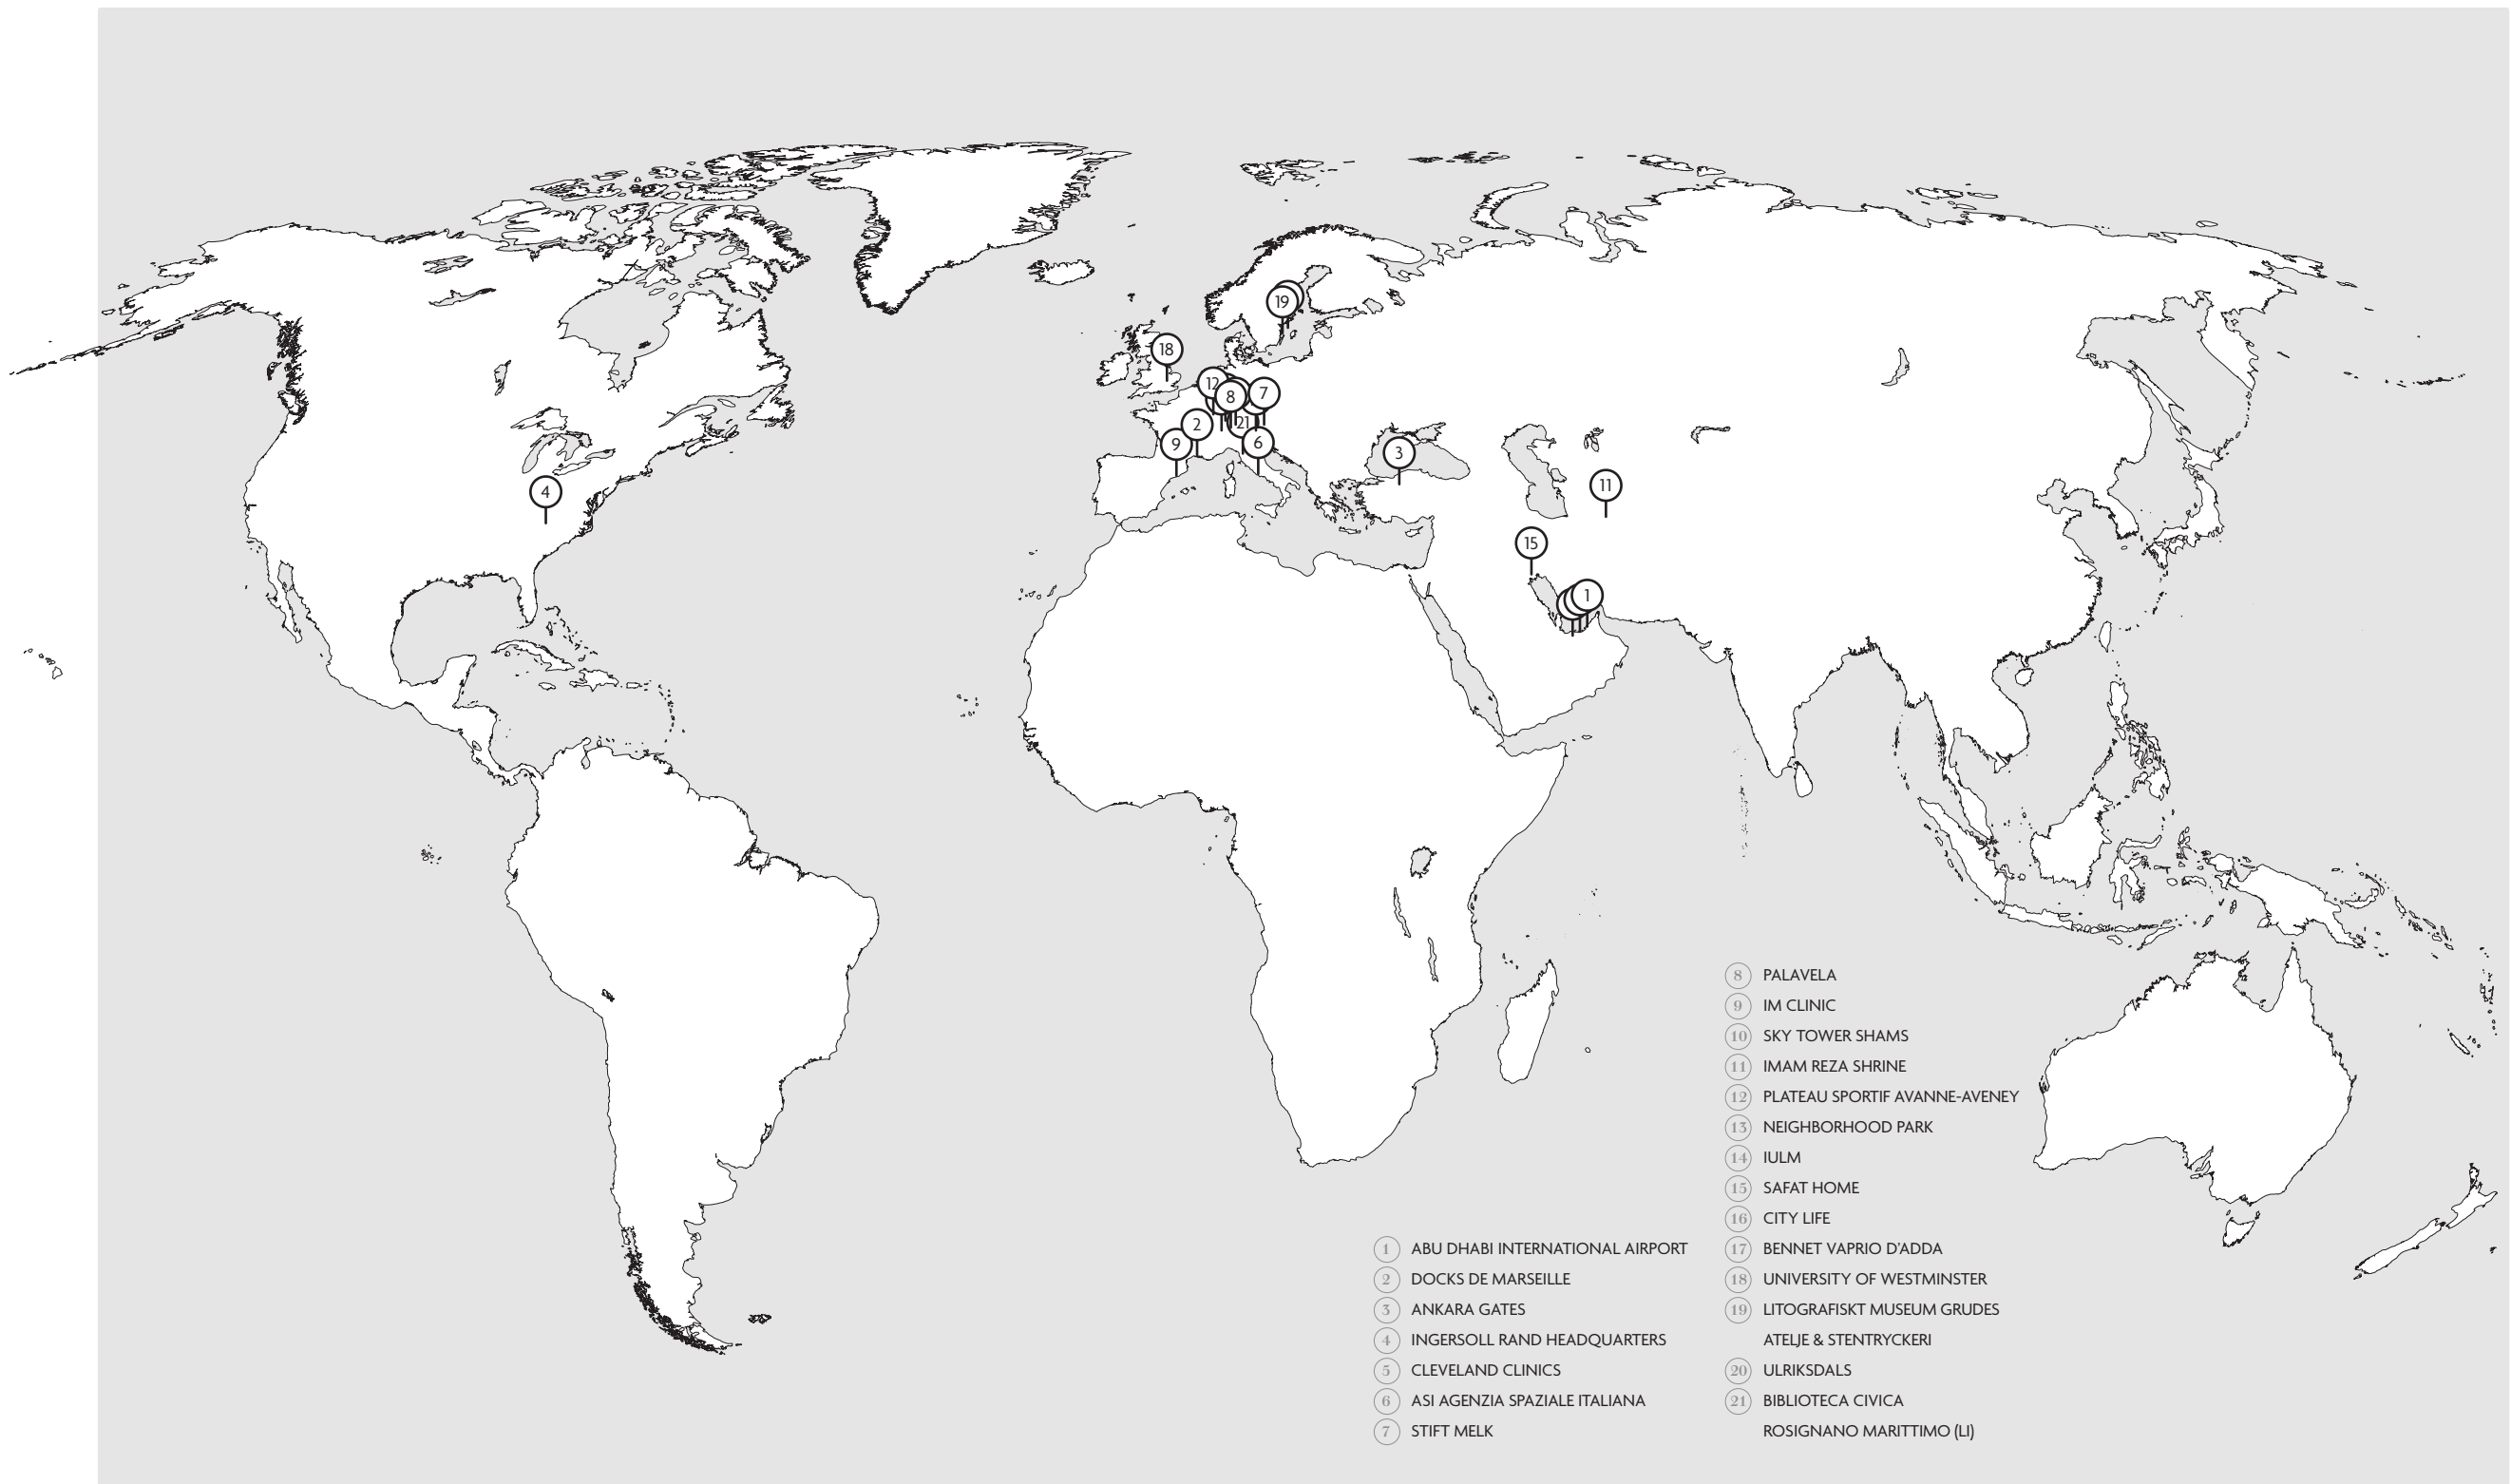 19
18
12
8
7
21
2
9
6
3
4
11
15
1
1 ABU DHABI INTERNATIONAL AIRPORT
2 DOCKS DE MARSEILLE
3 ANKARA GATES
4 INGERSOLL RAND HEADQUARTERS
5 CLEVELAND CLINICS
6 ASI AGENZIA SPAZIALE ITALIANA
7 STIFT MELK
8 PALAVELA
9 IM CLINIC
10 SKY TOWER SHAMS
11 IMAM REZA SHRINE
12 PLATEAU SPORTIF AVANNE-AVENEY
13 NEIGHBORHOOD PARK
14 IULM
15 SAFAT HOME
16 CITY LIFE
17 BENNET VAPRIO D'ADDA
18 UNIVERSITY OF WESTMINSTER
19 LITOGRAFISKT MUSEUM GRUDES
ATELJE & STENTRYCKERI
20 ULRIKSDALS
21 BIBLIOTECA CIVICA
ROSIGNANO MARITTIMO (LI)